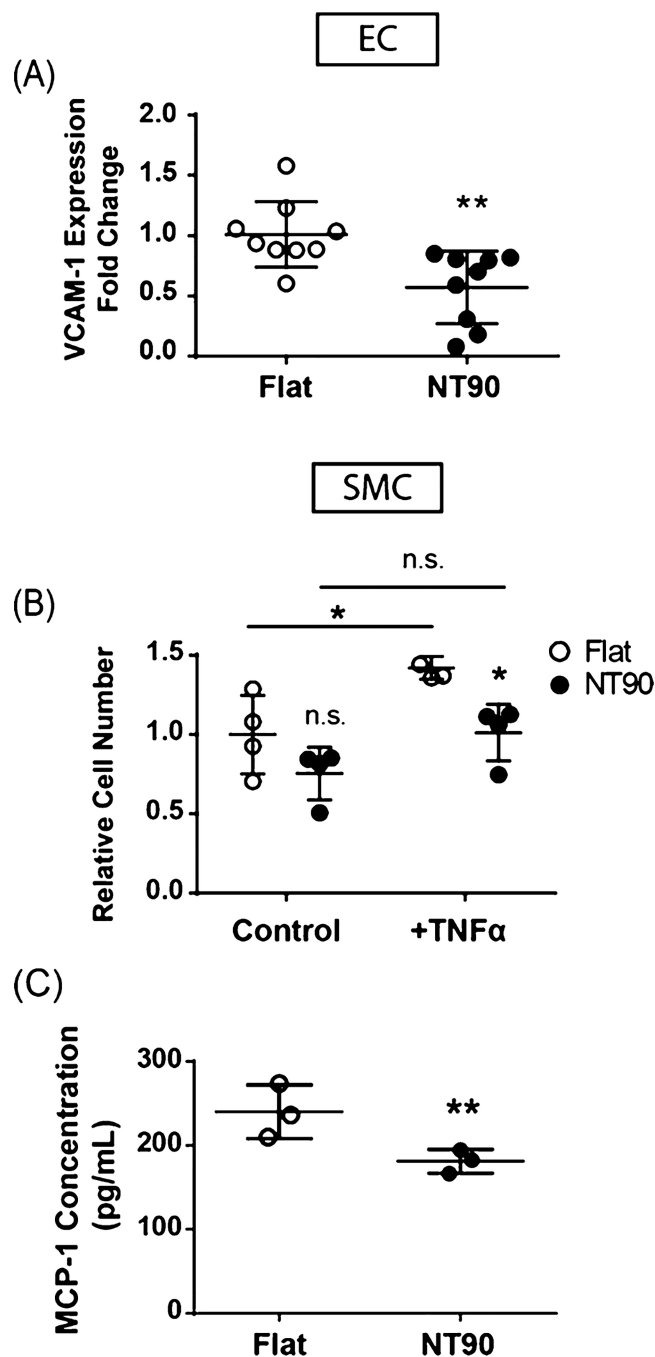 EC
(A)
VCAM-1 Expression
Fold Change
2.0
1.5
1.0
0.5
0.0
**
Flat
NT90
SMC
(B)
n.s.
*
Relative Cell Number
1.5
1.0
0.5
0.0
n.s.
*
Flat
NT90
Control
+TNFα
(C)
MCP-1 Concentration
(pg/mL)
300
200
100
0
**
Flat
NT90